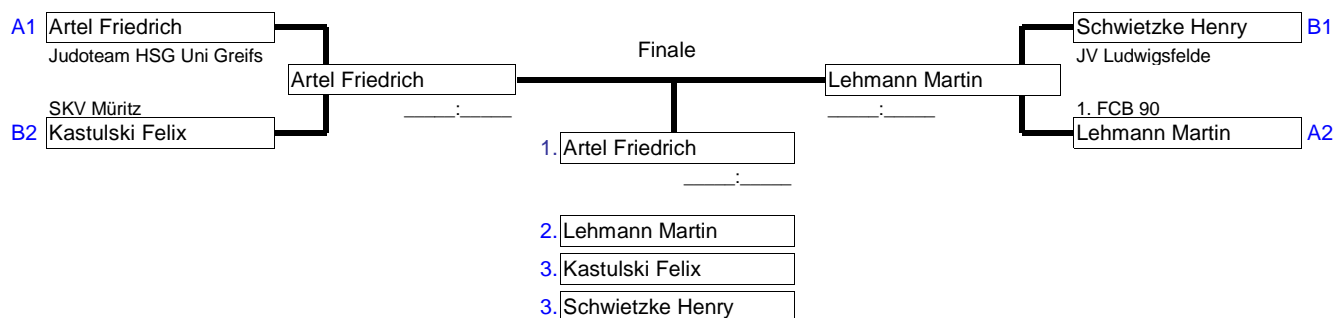 A1 Artel Friedrich
Judoteam HSG Uni Greifs
Artel Friedrich
_____:_____
SKV Müritz
B2 Kastulski Felix
Finale
Schwietzke Henry B1
JV Ludwigsfelde
Lehmann Martin
_____:_____
1. FCB 90
Lehmann Martin A2
1. Artel Friedrich
_____:_____
2. Lehmann Martin
3. Kastulski Felix
3. Schwietzke Henry